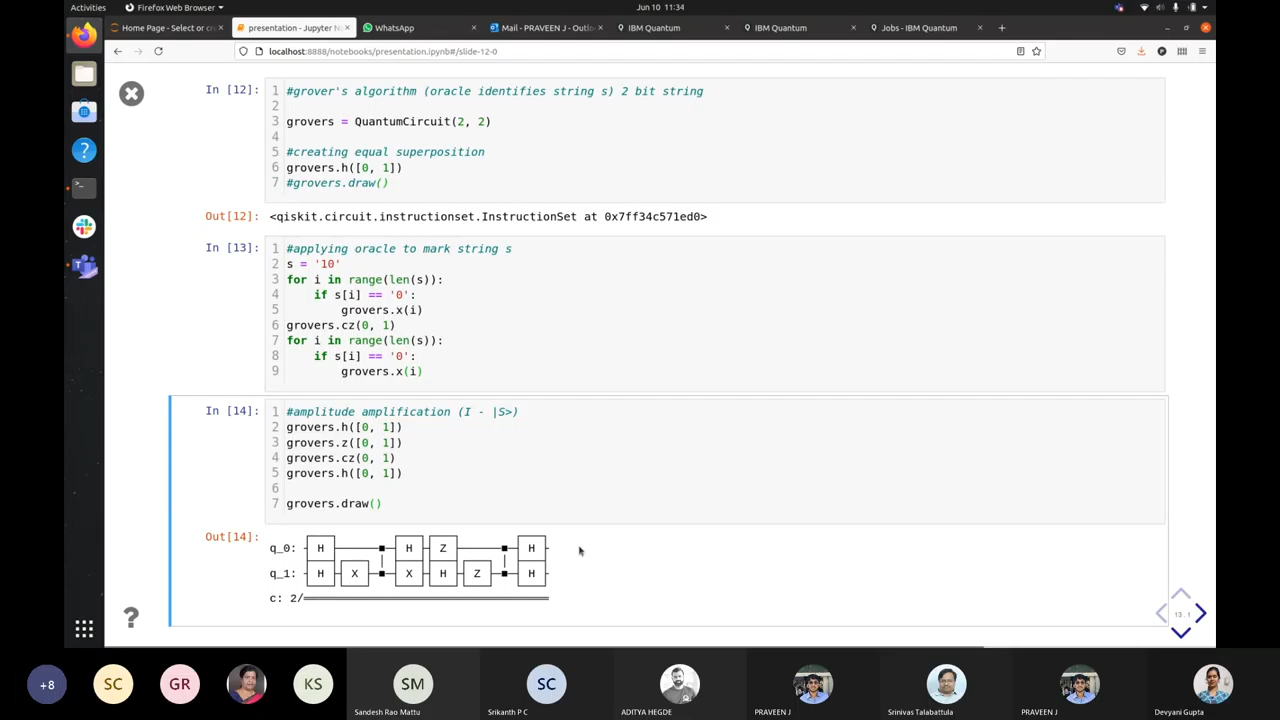 Activities
Firefox Web Browser
Jun 10 11:34
Home Page - Select or cre
presentation - Jupyter N
WhatsApp
Mail - PRAVEEN J - Outlo
IBM Quantum
IBM Quantum
Jobs - IBM Quantum
localhost:8888/notebooks/presentation.ipynb#/slide-12-0
In [12]:
1 #grover's algorithm (oracle identifies string s) 2 bit string
2
3 grovers = QuantumCircuit(2, 2)
4
5 #creating equal superposition
6 grovers.h([0, 1])
7 #grovers.draw()
Out[12]: <qiskit.circuit.instructionset.InstructionSet at 0x7ff34c571ed0>
In [13]:
1 #applying oracle to mark string s
2 s = '10'
3 for i in range(len(s)):
4     if s[i] == '0':
5         grovers.x(i)
6 grovers.cz(0, 1)
7 for i in range(len(s)):
8     if s[i] == '0':
9         grovers.x(i)
In [14]:
1 #amplitude amplification (I - |S>)
2 grovers.h([0, 1])
3 grovers.z([0, 1])
4 grovers.cz(0, 1)
5 grovers.h([0, 1])
6
7 grovers.draw()
Out[14]:
q_0: H H Z H
q_1: H X X H Z H
c: 2/
13.1
+8
SC
GR
KS
SM
SC
Sandesh Rao Mattu
Srikanth P C
ADITYA HEGDE
PRAVEEN J
Srinivas Talabattula
PRAVEEN J
Devyani Gupta